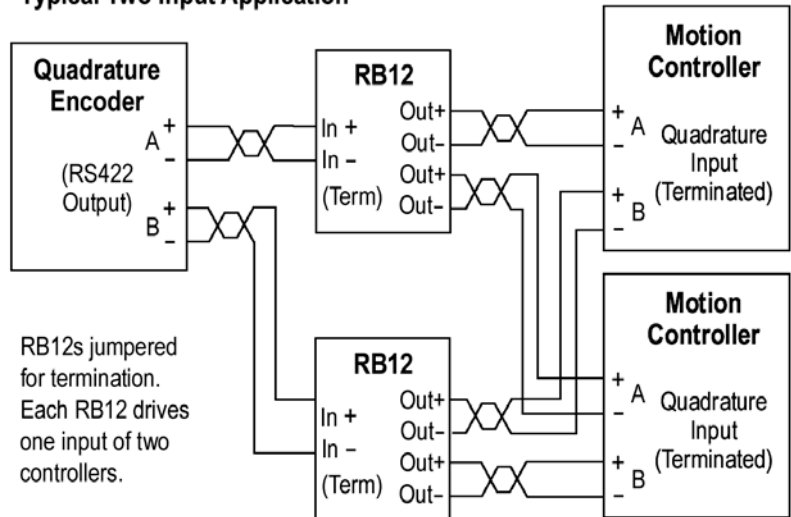 Typical Two Input Application
Quadrature
Encoder
A
+
−
(RS422
Output)
B
+
−
RB12
In +
In −
(Term)
Out+
Out−
Out+
Out−
Motion
Controller
+
A
−
Quadrature
Input
(Terminated)
+
B
−
RB12s jumpered
for termination.
Each RB12 drives
one input of two
controllers.
RB12
In +
In −
(Term)
Out+
Out−
Out+
Out−
Motion
Controller
+
A
−
Quadrature
Input
(Terminated)
+
B
−